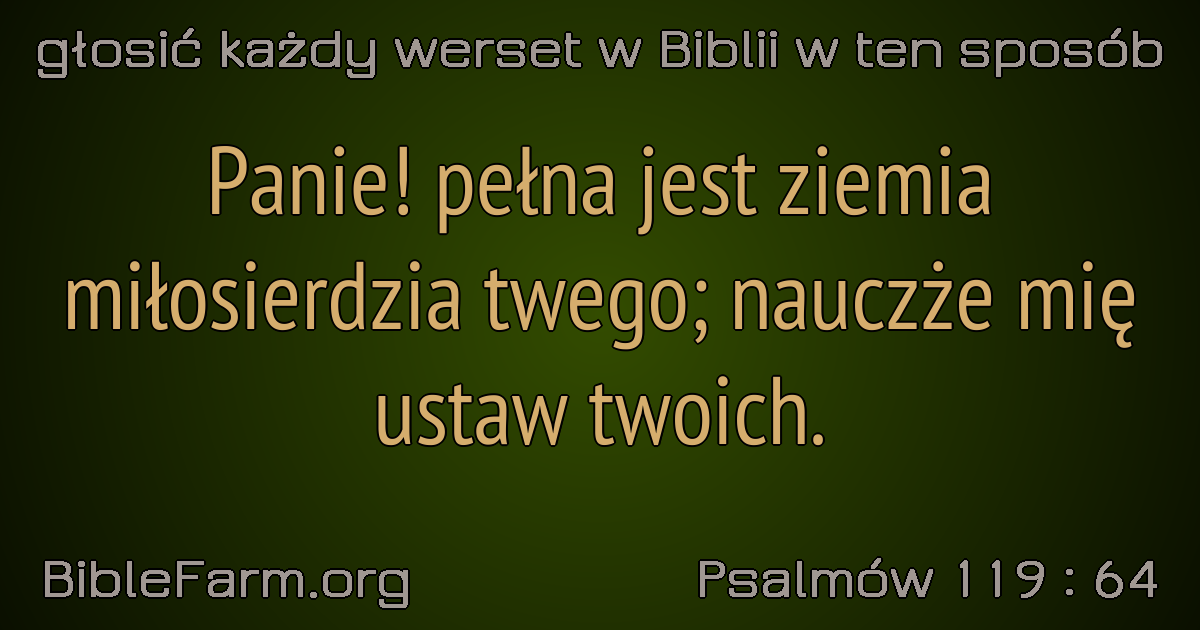 głosić każdy werset w Biblii w ten sposób
Panie! pełna jest ziemia
miłosierdzia twego; nauczże mię
ustaw twoich.
BibleFarm.org
Psalmów 119 : 64